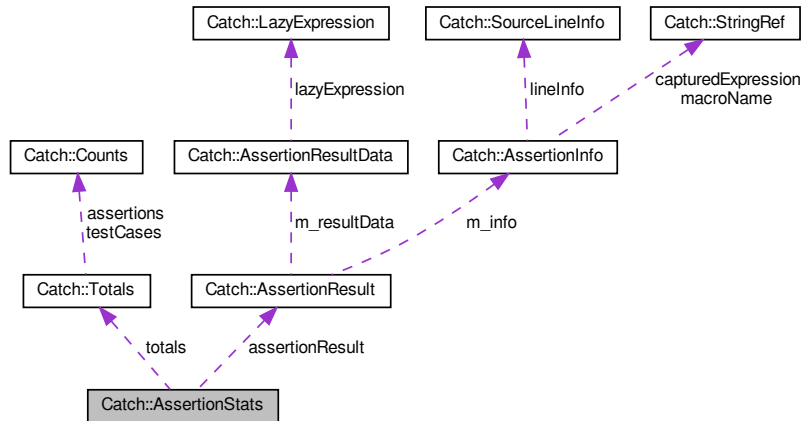 Catch::LazyExpression
Catch::SourceLineInfo
Catch::StringRef
lazyExpression
lineInfo
capturedExpression
macroName
Catch::Counts
Catch::AssertionResultData
Catch::AssertionInfo
assertions
testCases
m_resultData
m_info
Catch::Totals
Catch::AssertionResult
totals
assertionResult
Catch::AssertionStats